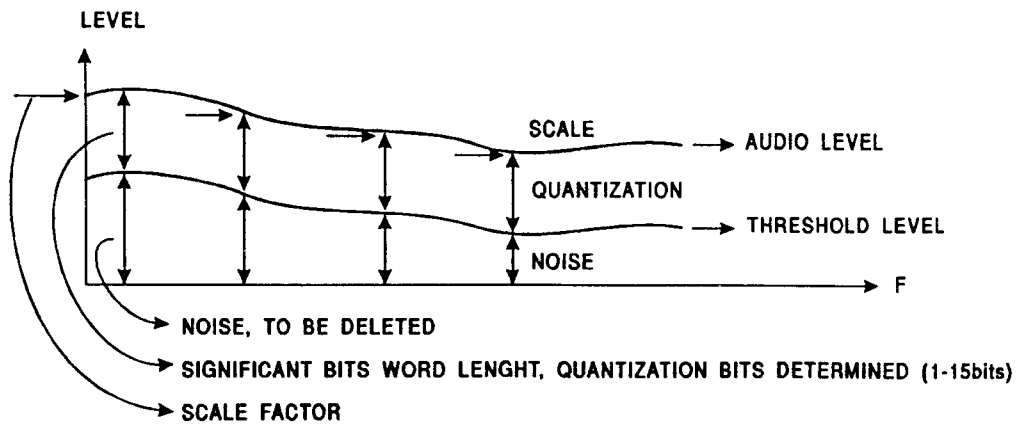 LEVEL
SCALE
AUDIO LEVEL
QUANTIZATION
THRESHOLD LEVEL
NOISE
F
NOISE, TO BE DELETED
SIGNIFICANT BITS WORD LENGHT, QUANTIZATION BITS DETERMINED (1-15bits)
SCALE FACTOR